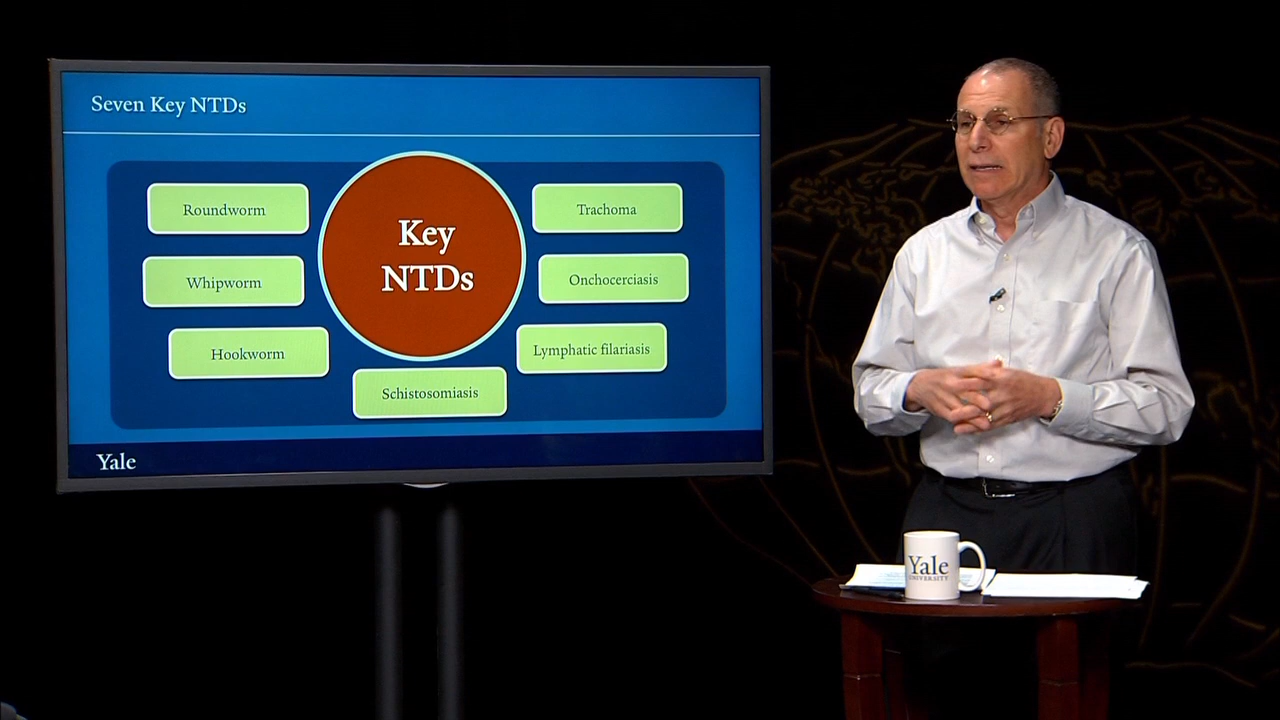 Seven Key NTDs
Roundworm
Whipworm
Hookworm
Key
NTDs
Trachoma
Onchocerciasis
Lymphatic filariasis
Schistosomiasis
Yale
Yale
UNIVERSITY